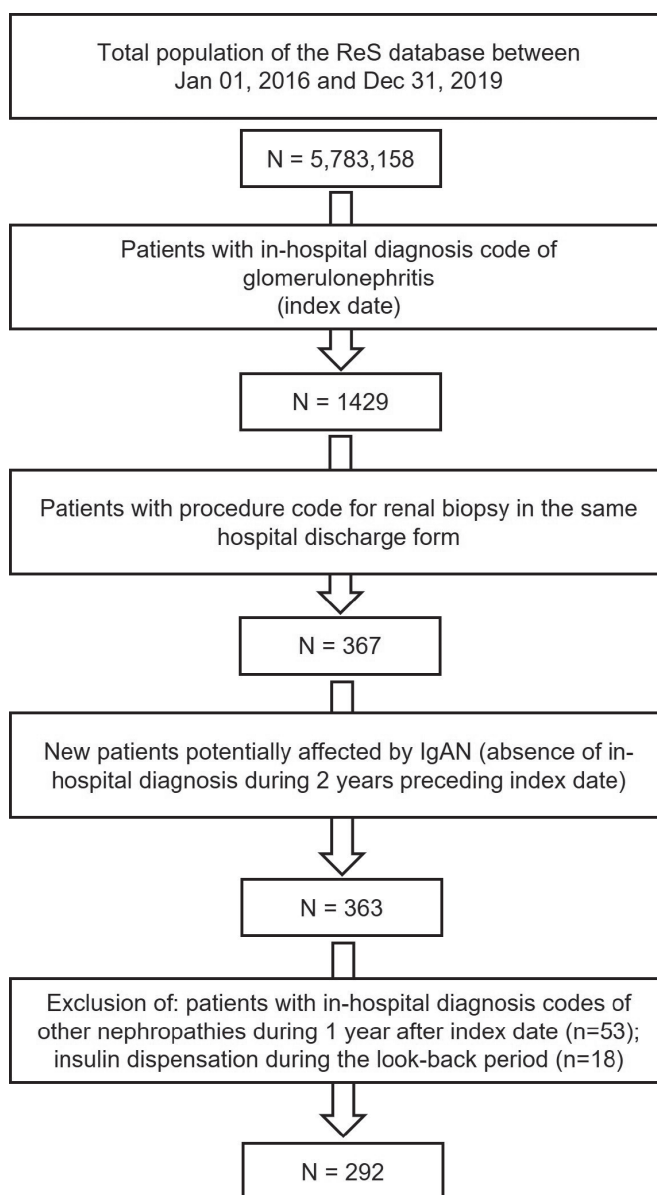 Total population of the ReS database between
Jan 01, 2016 and Dec 31, 2019
N = 5,783,158
Patients with in-hospital diagnosis code of
glomerulonephritis
(index date)
N = 1429
Patients with procedure code for renal biopsy in the same
hospital discharge form
N = 367
New patients potentially affected by IgAN (absence of in-
hospital diagnosis during 2 years preceding index date)
N = 363
Exclusion of: patients with in-hospital diagnosis codes of
other nephropathies during 1 year after index date (n=53);
insulin dispensation during the look-back period (n=18)
N = 292